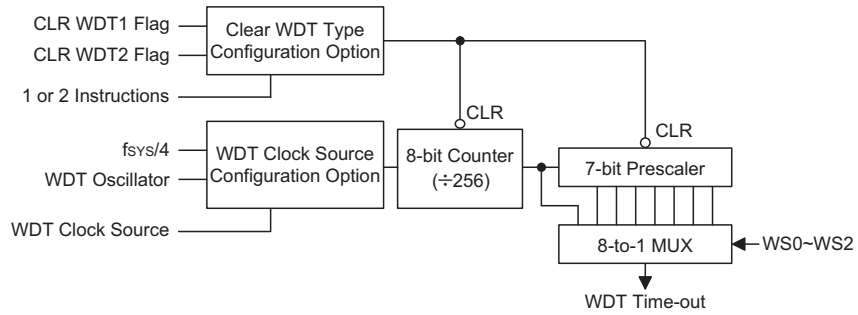 CLR WDT1 Flag
CLR WDT2 Flag
1 or 2 Instructions
Clear WDT Type
Configuration Option
CLR
CLR
fSYS/4
WDT Oscillator
WDT Clock Source
WDT Clock Source
Configuration Option
8-bit Counter
(÷256)
7-bit Prescaler
8-to-1 MUX
WS0~WS2
WDT Time-out